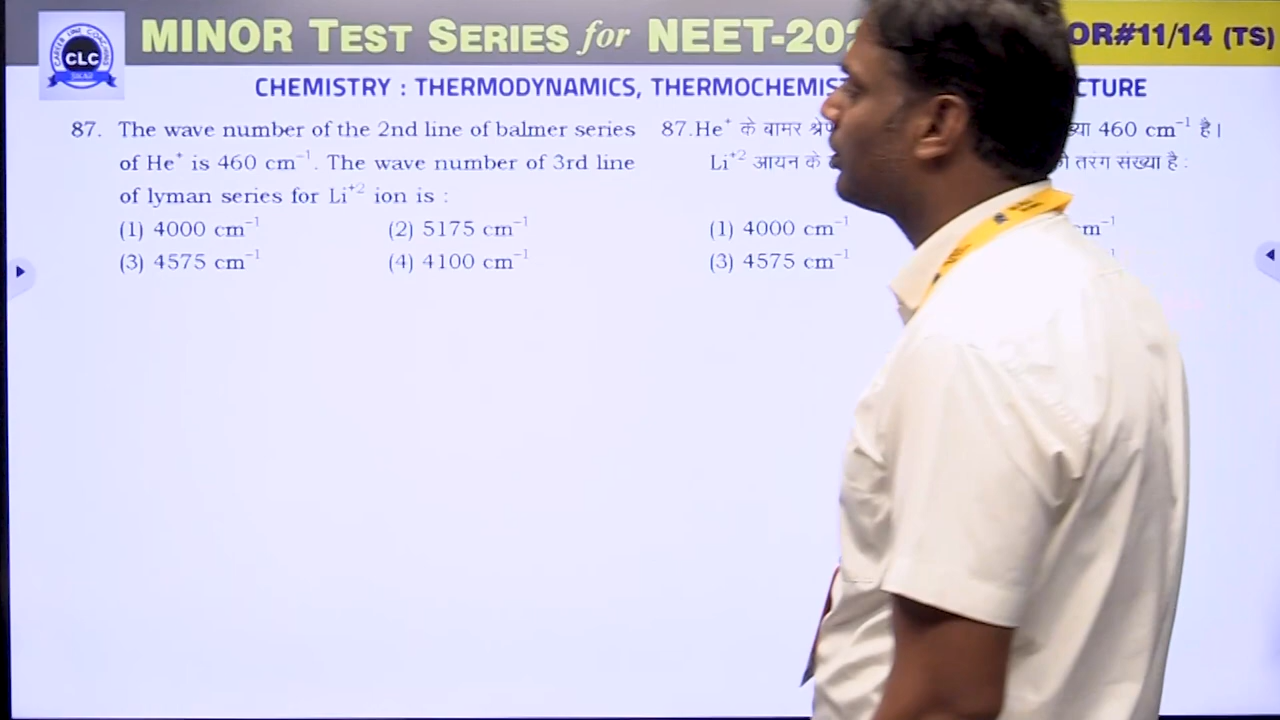 MINOR TEST SERIES for NEET-202
OR#11/14 (TS)
CLC
CHEMISTRY : THERMODYNAMICS, THERMOCHEMIS
CTURE
87. The wave number of the 2nd line of balmer series
of He⁺ is 460 cm⁻¹. The wave number of 3rd line
of lyman series for Li⁺² ion is :
(1) 4000 cm⁻¹ (2) 5175 cm⁻¹
(3) 4575 cm⁻¹ (4) 4100 cm⁻¹
87. He⁺ के बामर 460 cm⁻¹ है।
Li⁺² आयन के तरंग संख्या है :
(1) 4000 cm⁻¹
(3) 4575 cm⁻¹